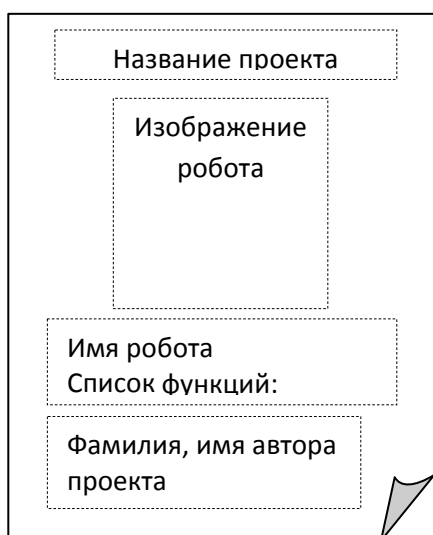 Название проекта
Изображение
робота
Имя робота
Список функций:
Фамилия, имя автора
проекта